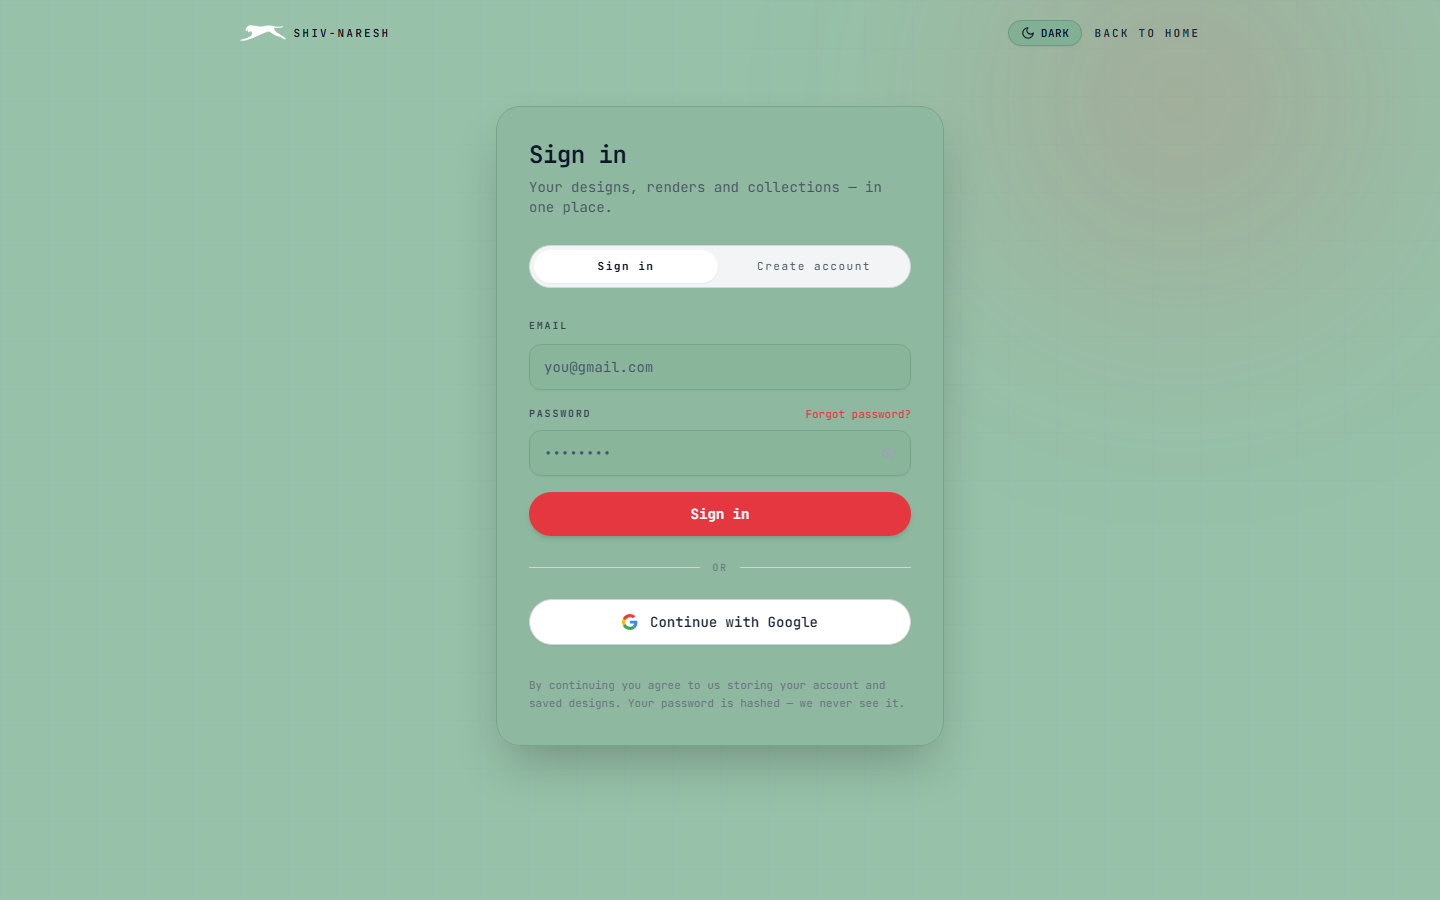 SHIV-NARESH
DARK
BACK TO HOME
Sign in
Your designs, renders and collections — in
one place.
Sign in
Create account
EMAIL
you@gmail.com
PASSWORD
Forgot password?
••••••••
Sign in
OR
Continue with Google
By continuing you agree to us storing your account and
saved designs. Your password is hashed — we never see it.